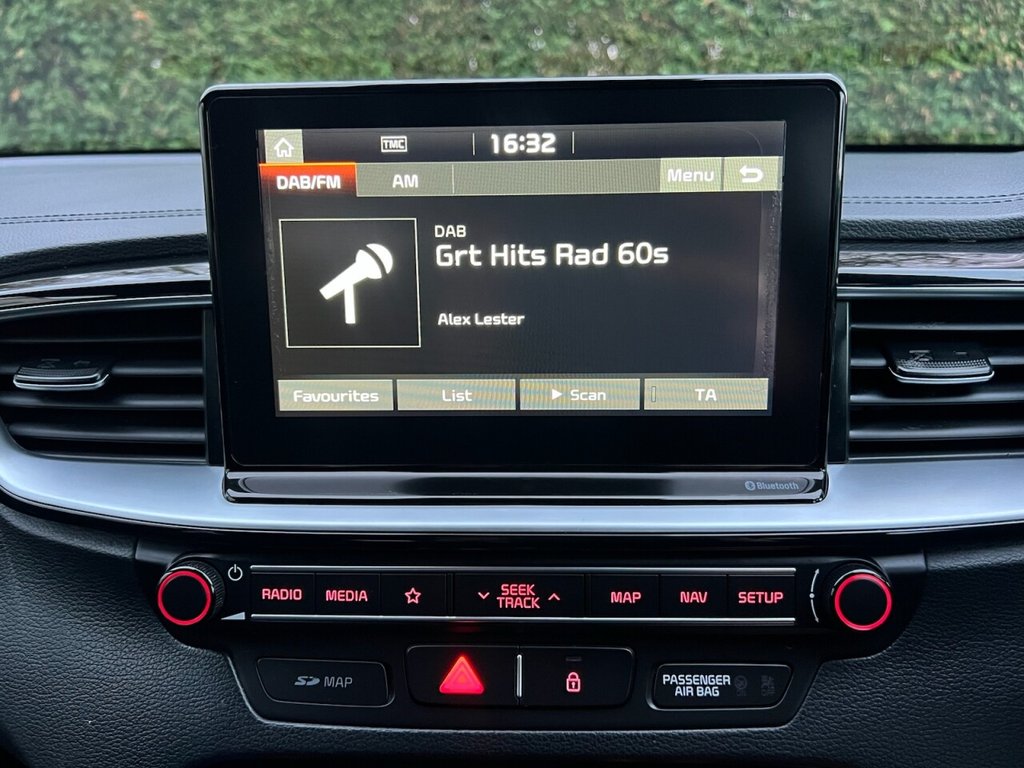 TMC 16:32
DAB/FM AM Menu
DAB
Grt Hits Rad 60s
Alex Lester
Favourites List Scan TA
Bluetooth
RADIO MEDIA SEEK TRACK MAP NAV SETUP
SD MAP PASSENGER AIR BAG